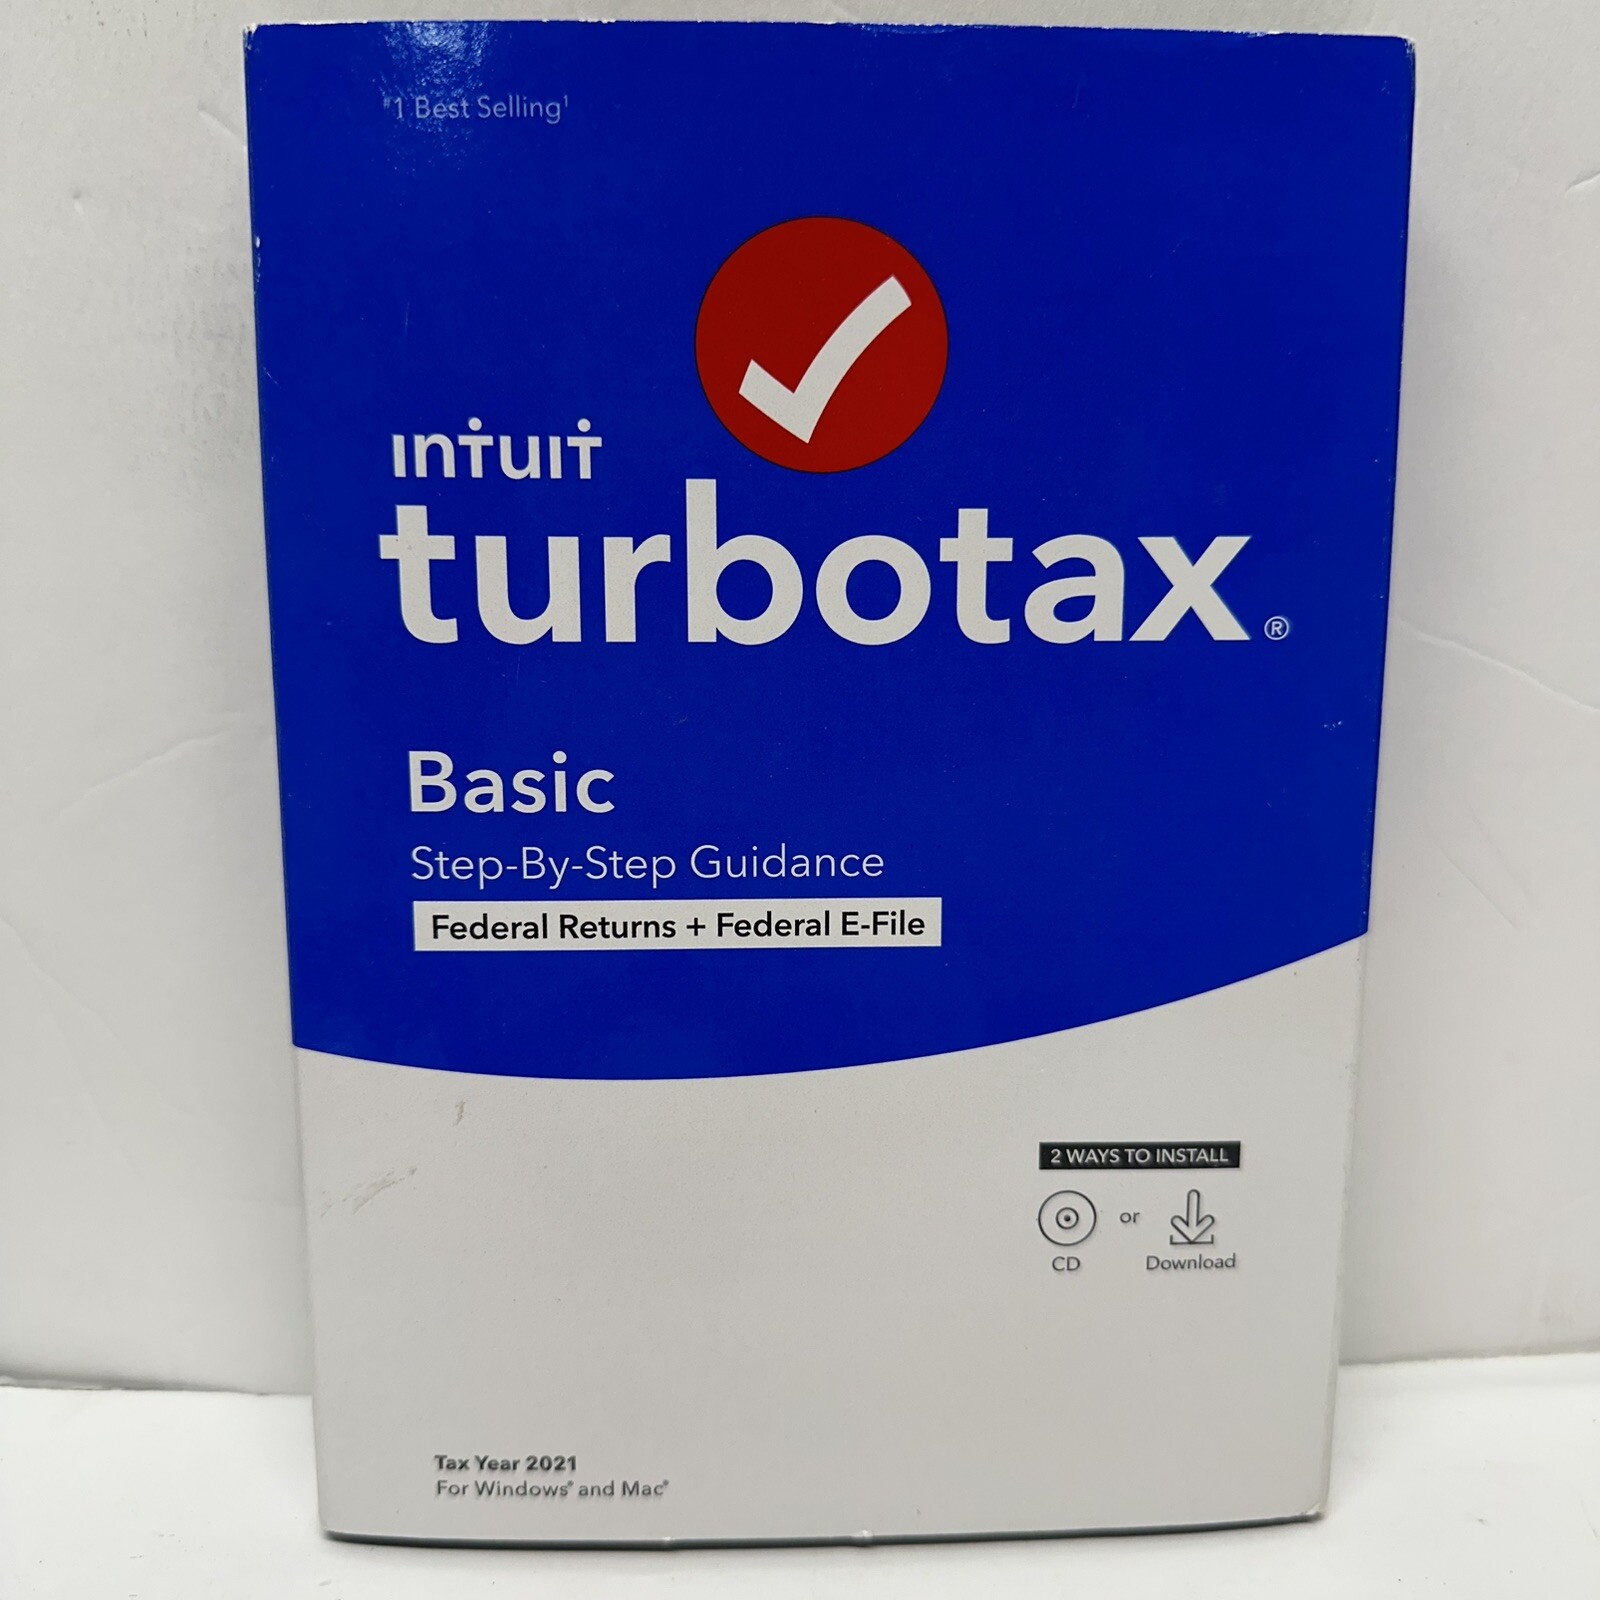 #1 Best Selling¹
ıntuıt
turbotax®
Basic
Step-By-Step Guidance
Federal Returns + Federal E-File
2 WAYS TO INSTALL
CD or Download
Tax Year 2021
For Windows® and Mac®